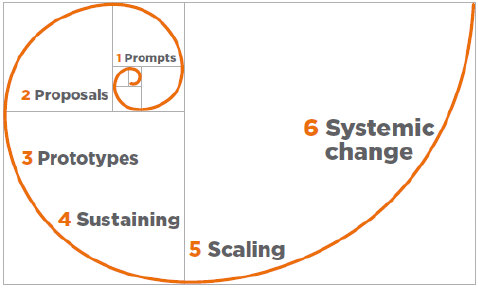 1 Prompts
2 Proposals
3 Prototypes
4 Sustaining
5 Scaling
6 Systemic
change